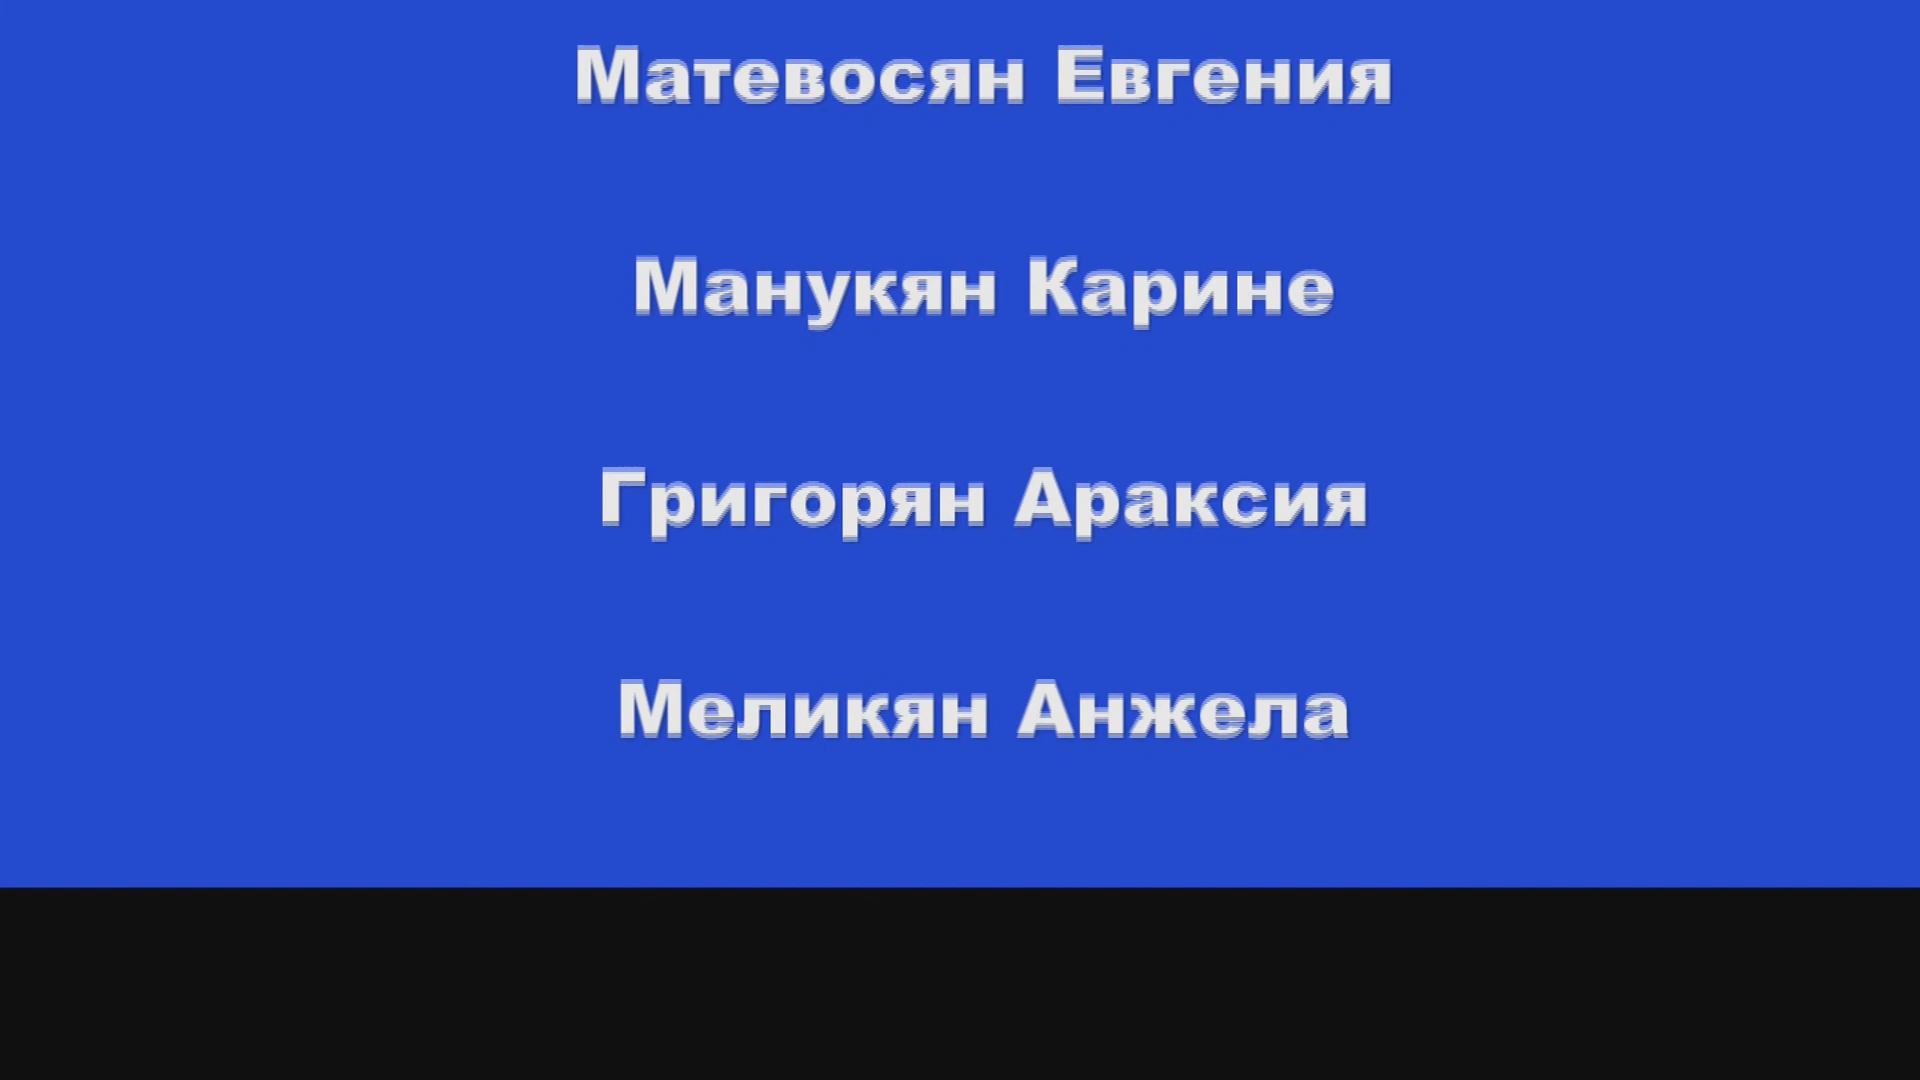 Матевосян Евгения
Манукян Карине
Григорян Араксия
Меликян Анжела